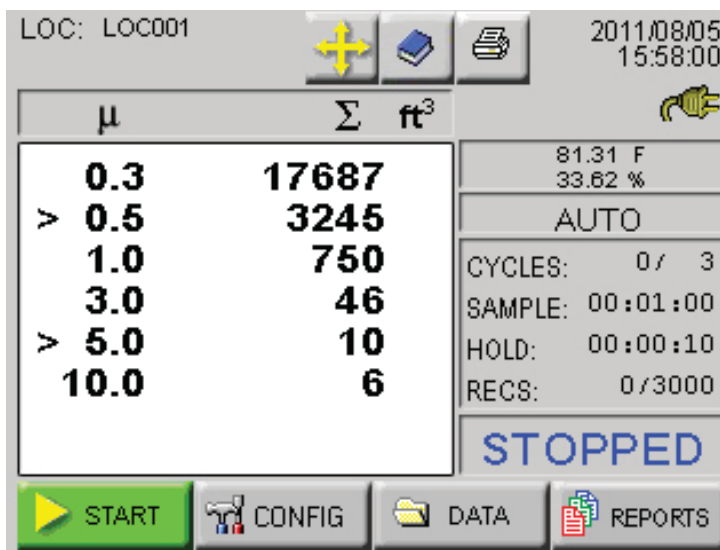 LOC: LOC001
2011/08/05
15:58:00
µ Σ ft³
0.3 17687
> 0.5 3245
1.0 750
3.0 46
> 5.0 10
10.0 6
81.31 F
33.62 %
AUTO
CYCLES: 0/ 3
SAMPLE: 00:01:00
HOLD: 00:00:10
RECS: 0/3000
STOPPED
START CONFIG DATA REPORTS